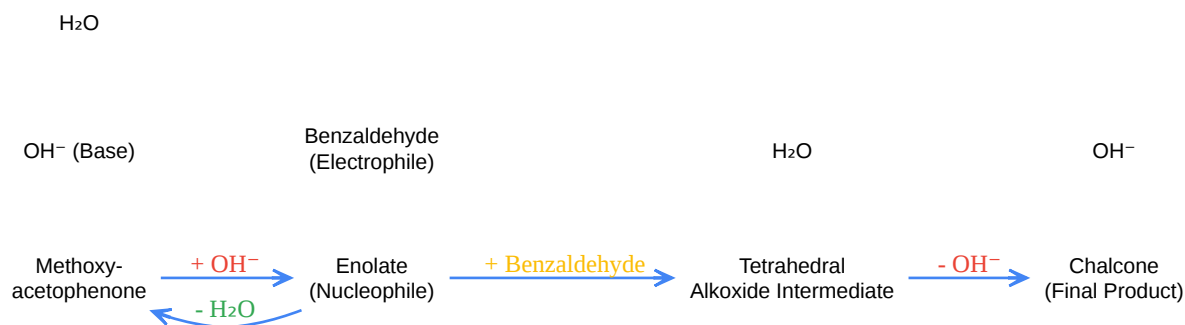 H₂O
OH⁻ (Base)
Benzaldehyde
(Electrophile)
H₂O
OH⁻
Methoxy-
acetophenone
+ OH⁻
- H₂O
Enolate
(Nucleophile)
+ Benzaldehyde
Tetrahedral
Alkoxide Intermediate
- OH⁻
Chalcone
(Final Product)